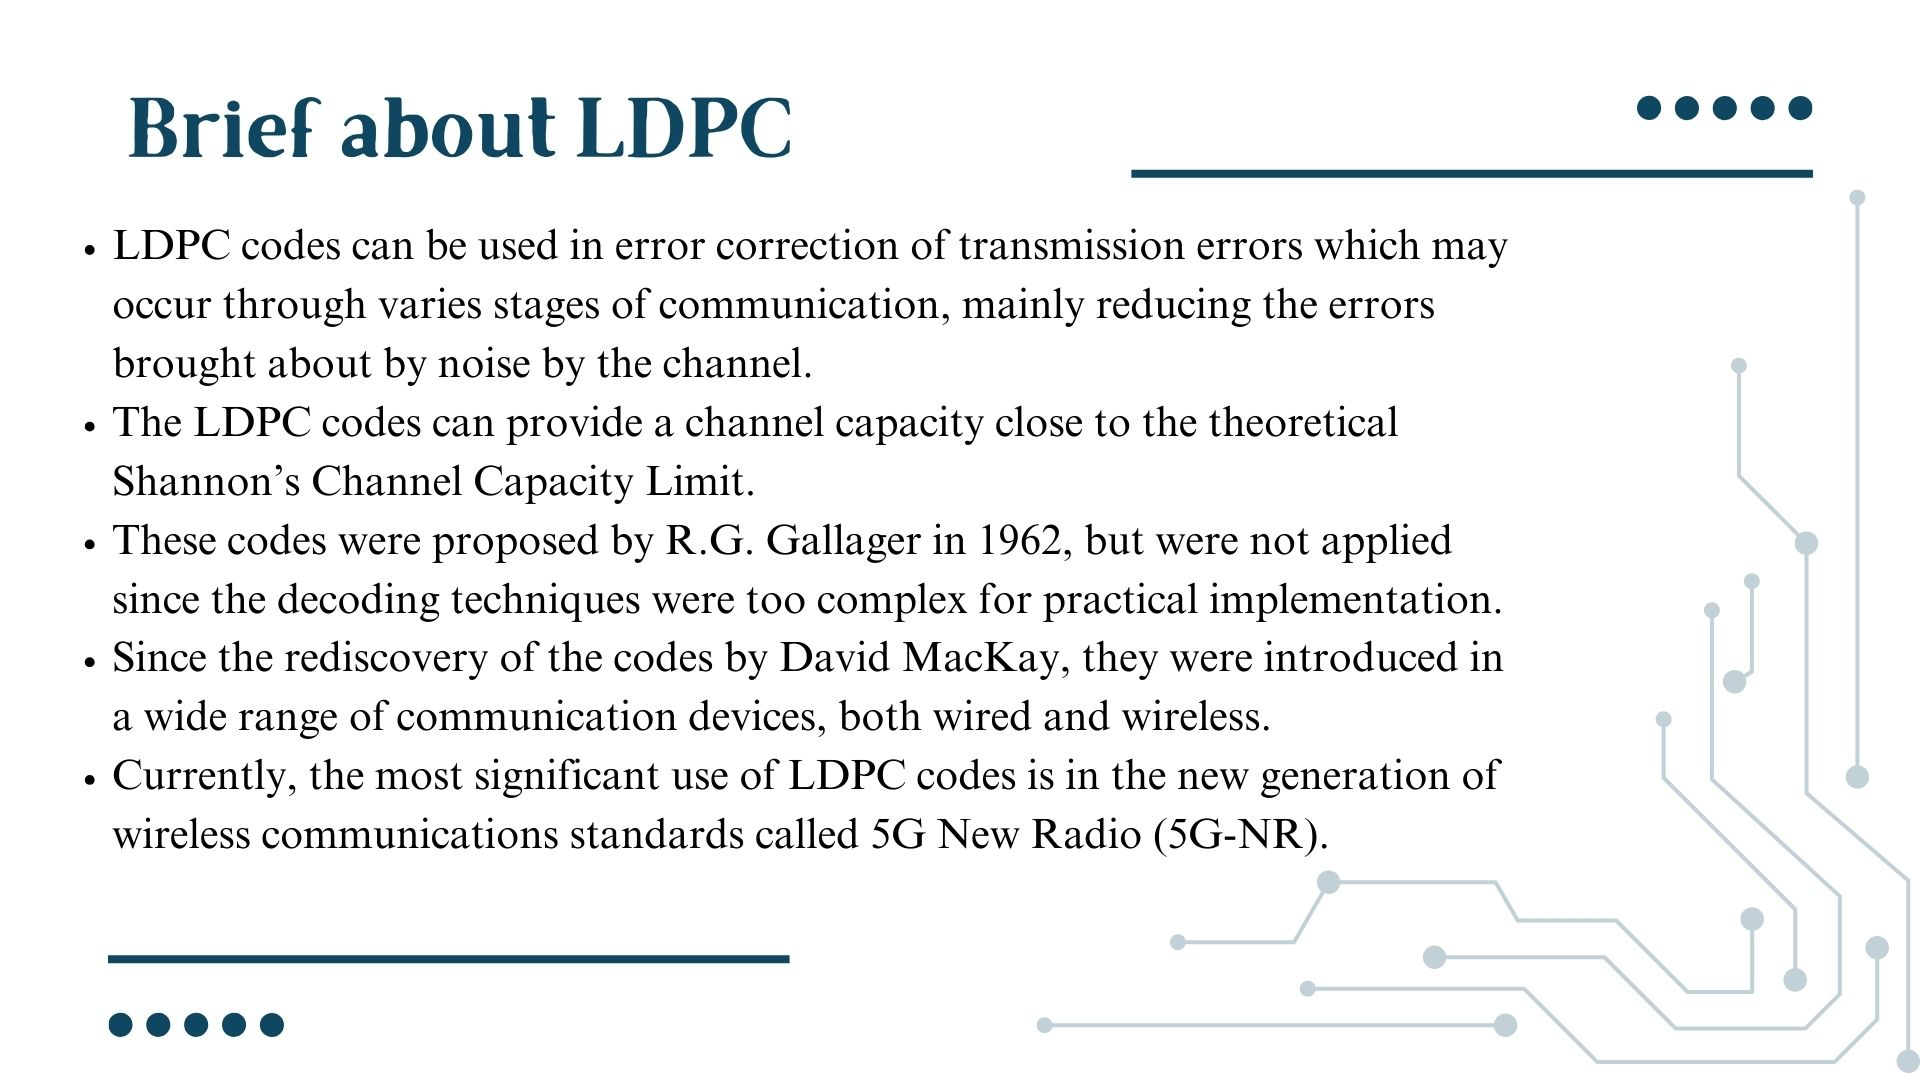 Brief about LDPC
• LDPC codes can be used in error correction of transmission errors which may
occur through varies stages of communication, mainly reducing the errors
brought about by noise by the channel.
• The LDPC codes can provide a channel capacity close to the theoretical
Shannon’s Channel Capacity Limit.
• These codes were proposed by R.G. Gallager in 1962, but were not applied
since the decoding techniques were too complex for practical implementation.
• Since the rediscovery of the codes by David MacKay, they were introduced in
a wide range of communication devices, both wired and wireless.
• Currently, the most significant use of LDPC codes is in the new generation of
wireless communications standards called 5G New Radio (5G-NR).